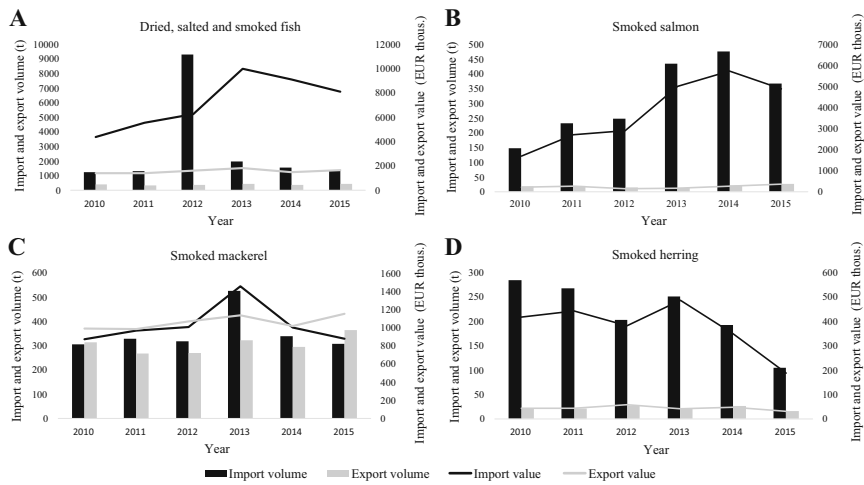 A
Dried, salted and smoked fish
Import and export volume (t)
10000
9000
8000
7000
6000
5000
4000
3000
2000
1000
0
12000
10000
8000
6000
4000
2000
0
Import and export value (EUR thous.)
2010 2011 2012 2013 2014 2015
Year
B
Smoked salmon
Import and export volume (t)
500
450
400
350
300
250
200
150
100
50
0
7000
6000
5000
4000
3000
2000
1000
0
Import and export value (EUR thous.)
2010 2011 2012 2013 2014 2015
Year
C
Smoked mackerel
Import and export volume (t)
600
500
400
300
200
100
0
1600
1400
1200
1000
800
600
400
200
0
Import and export value (EUR thous.)
2010 2011 2012 2013 2014 2015
Year
D
Smoked herring
Import and export volume (t)
300
250
200
150
100
50
0
600
500
400
300
200
100
0
Import and export value (EUR thous.)
2010 2011 2012 2013 2014 2015
Year
Import volume Export volume Import value Export value